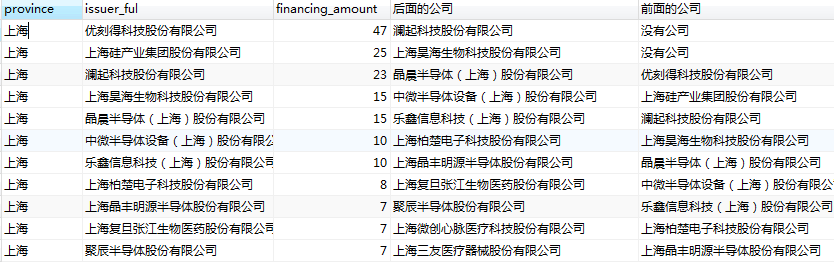 province issuer_ful financing_amount 后面的公司 前面的公司
上海 优刻得科技股份有限公司 47 澜起科技股份有限公司 没有公司
上海 上海硅产业集团股份有限公司 25 上海昊海生物科技股份有限公司 没有公司
上海 澜起科技股份有限公司 23 晶晨半导体（上海）股份有限公司 优刻得科技股份有限公司
上海 上海昊海生物科技股份有限公司 15 中微半导体设备（上海）股份有限公司 上海硅产业集团股份有限公司
上海 晶晨半导体（上海）股份有限公司 15 乐鑫信息科技（上海）股份有限公司 澜起科技股份有限公司
上海 中微半导体设备（上海）股份有限公 10 上海柏楚电子科技股份有限公司 上海昊海生物科技股份有限公司
上海 乐鑫信息科技（上海）股份有限公司 10 上海晶丰明源半导体股份有限公司 晶晨半导体（上海）股份有限公司
上海 上海柏楚电子科技股份有限公司 8 上海复旦张江生物医药股份有限公司 中微半导体设备（上海）股份有限公司
上海 上海晶丰明源半导体股份有限公司 7 聚辰半导体股份有限公司 乐鑫信息科技（上海）股份有限公司
上海 上海复旦张江生物医药股份有限公司 7 上海微创心脉医疗科技股份有限公司 上海柏楚电子科技股份有限公司
上海 聚辰半导体股份有限公司 7 上海三友医疗器械股份有限公司 上海晶丰明源半导体股份有限公司